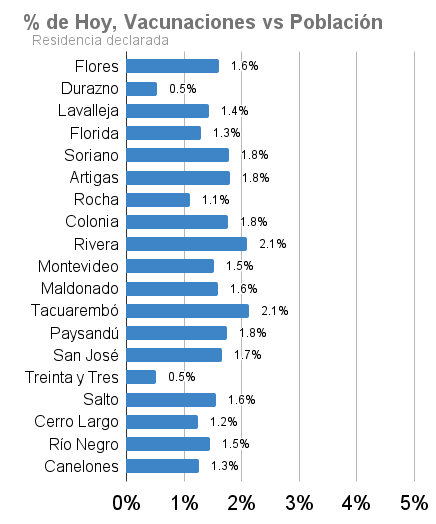 % de Hoy, Vacunaciones vs Población
Residencia declarada
Flores 1.6%
Durazno 0.5%
Lavalleja 1.4%
Florida 1.3%
Soriano 1.8%
Artigas 1.8%
Rocha 1.1%
Colonia 1.8%
Rivera 2.1%
Montevideo 1.5%
Maldonado 1.6%
Tacuarembó 2.1%
Paysandú 1.8%
San José 1.7%
Treinta y Tres 0.5%
Salto 1.6%
Cerro Largo 1.2%
Río Negro 1.5%
Canelones 1.3%
0% 1% 2% 3% 4% 5%